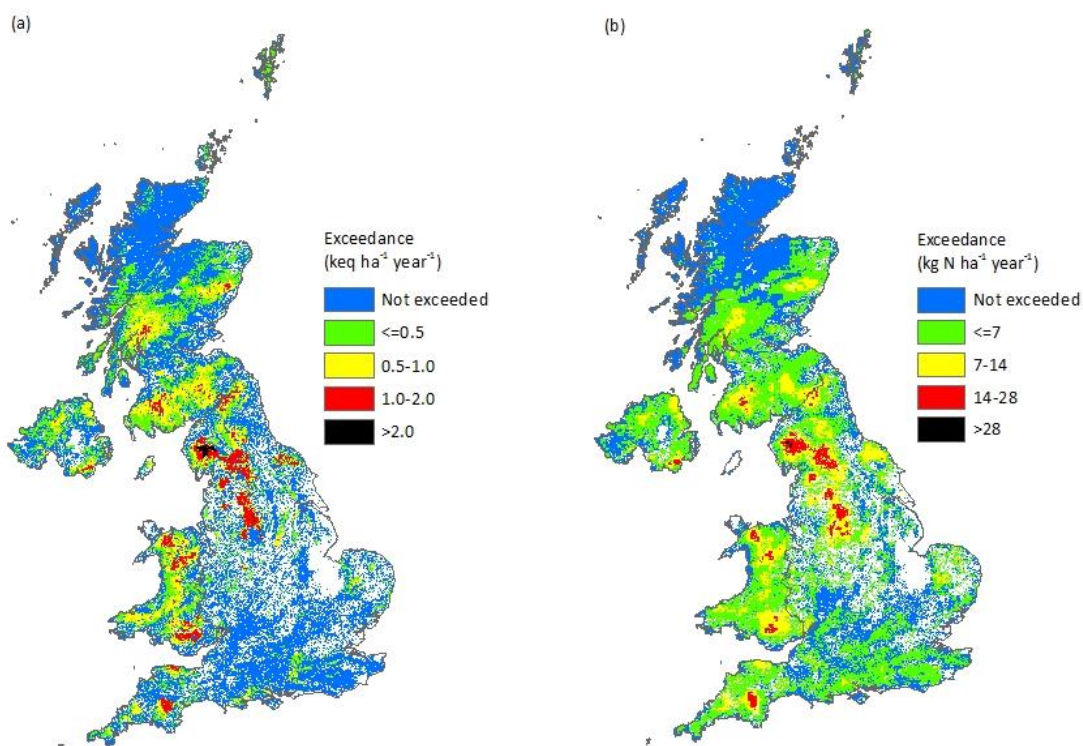 (a)
Exceedance
(keq ha⁻¹ year⁻¹)
Not exceeded
<=0.5
0.5-1.0
1.0-2.0
>2.0
(b)
Exceedance
(kg N ha⁻¹ year⁻¹)
Not exceeded
<=7
7-14
14-28
>28